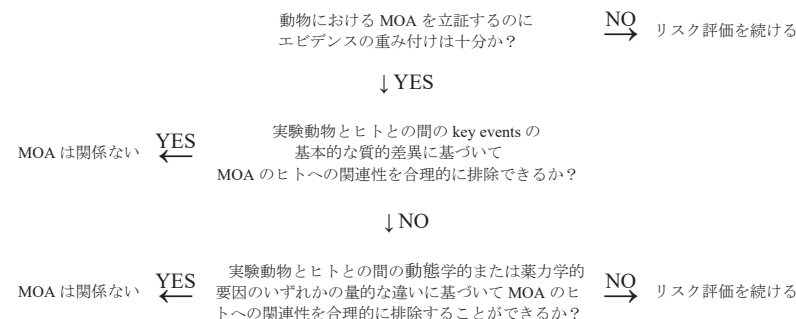 動物における MOA を立証するのに
エビデンスの重み付けは十分か？
NO
→
リスク評価を続ける
↓ YES
MOA は関係ない
YES
←
実験動物とヒトとの間の key events の
基本的な質的差異に基づいて
MOA のヒトへの関連性を合理的に排除できるか？
↓ NO
MOA は関係ない
YES
←
実験動物とヒトとの間の動態学的または薬力学的
要因のいずれかの量的な違いに基づいて MOA のヒ
トへの関連性を合理的に排除することができるか？
NO
→
リスク評価を続ける